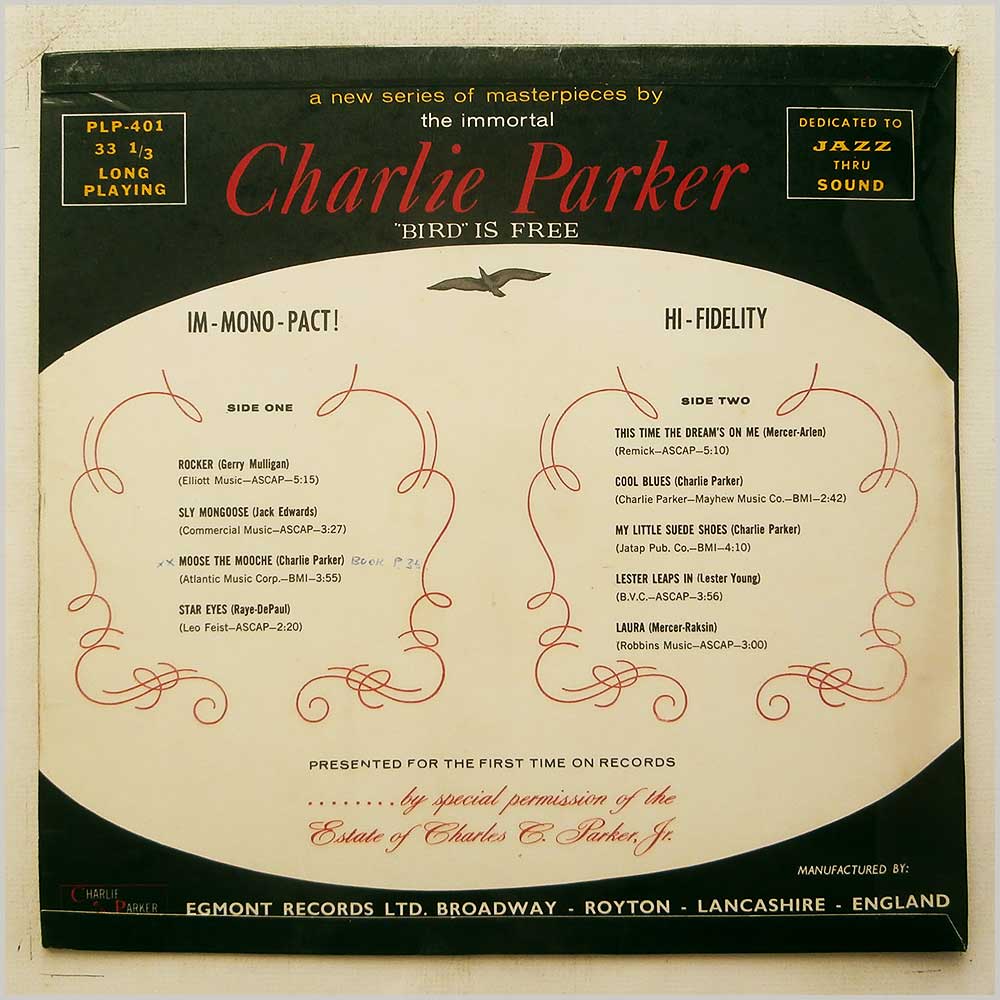 a new series of masterpieces by
the immortal
Charlie Parker
"BIRD" IS FREE
PLP-401
33 1/3
LONG
PLAYING
DEDICATED TO
JAZZ
THRU
SOUND
IM-MONO-PACT!
SIDE ONE
ROCKER (Gerry Mulligan)
(Elliott Music—ASCAP—5:15)
SLY MONGOOSE (Jack Edwards)
(Commercial Music—ASCAP—3:27)
xx MOOSE THE MOOCHE (Charlie Parker) BOOK P. 34
(Atlantic Music Corp.—BMI—3:55)
STAR EYES (Raye-DePaul)
(Leo Feist—ASCAP—2:20)
HI-FIDELITY
SIDE TWO
THIS TIME THE DREAM'S ON ME (Mercer-Arlen)
(Remick—ASCAP—5:10)
COOL BLUES (Charlie Parker)
(Charlie Parker—Mayhew Music Co.—BMI—2:42)
MY LITTLE SUEDE SHOES (Charlie Parker)
(Jatap Pub. Co.—BMI—4:10)
LESTER LEAPS IN (Lester Young)
(B.V.C.—ASCAP—3:56)
LAURA (Mercer-Raksin)
(Robbins Music—ASCAP—3:00)
PRESENTED FOR THE FIRST TIME ON RECORDS
........by special permission of the
Estate of Charles C. Parker, Jr.
MANUFACTURED BY:
CHARLIE
PARKER
EGMONT RECORDS LTD. BROADWAY - ROYTON - LANCASHIRE - ENGLAND